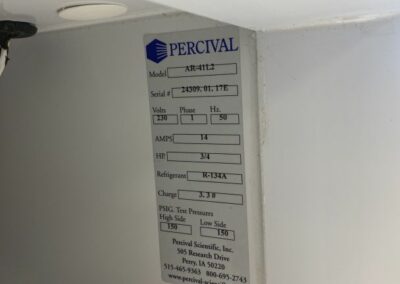 PERCIVAL
Model AR-41L2
Serial # 24509. 01. 17E
Volts Phase Hz.
230 1 50
AMPS 14
HP 3/4
Refrigerant R-134A
Charge 3. 3 #
PSIG. Test Pressures
High Side Low Side
150 150
Percival Scientific, Inc.
505 Research Drive
Perry, IA 50220
515-465-9363 800-695-2743